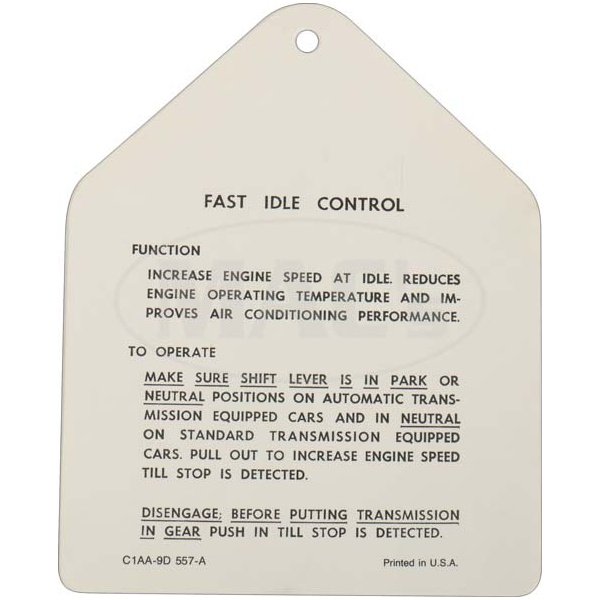 FAST IDLE CONTROL
FUNCTION
INCREASE ENGINE SPEED AT IDLE. REDUCES
ENGINE OPERATING TEMPERATURE AND IM-
PROVES AIR CONDITIONING PERFORMANCE.
TO OPERATE
MAKE SURE SHIFT LEVER IS IN PARK OR
NEUTRAL POSITIONS ON AUTOMATIC TRANS-
MISSION EQUIPPED CARS AND IN NEUTRAL
ON STANDARD TRANSMISSION EQUIPPED
CARS. PULL OUT TO INCREASE ENGINE SPEED
TILL STOP IS DETECTED.
DISENGAGE; BEFORE PUTTING TRANSMISSION
IN GEAR PUSH IN TILL STOP IS DETECTED.
C1AA-9D 557-A Printed in U.S.A.
MAC'S